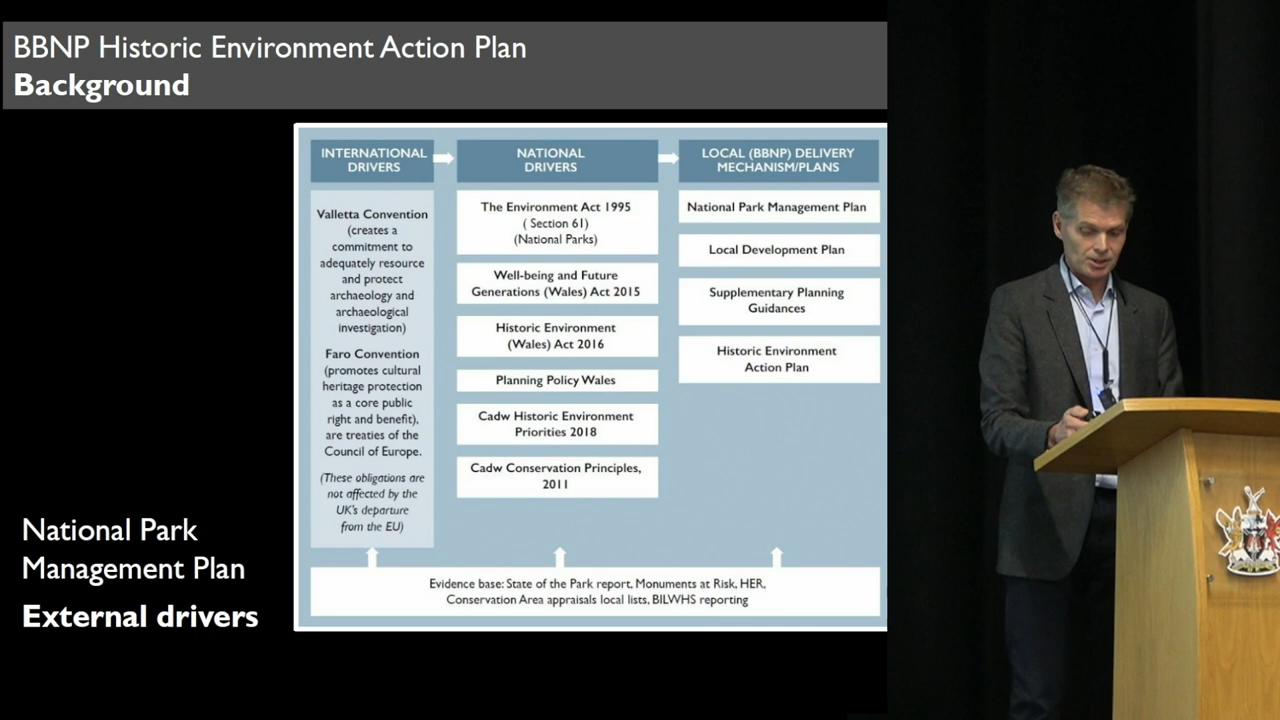 BBNP Historic Environment Action Plan
Background
INTERNATIONAL
DRIVERS
Valletta Convention
(creates a
commitment to
adequately resource
and protect
archaeology and
archaeological
investigation)
Faro Convention
(promotes cultural
heritage protection
as a core public
right and benefit),
are treaties of the
Council of Europe.
(These obligations are
not affected by the
UK's departure
from the EU)
NATIONAL
DRIVERS
The Environment Act 1995
( Section 61)
(National Parks)
Well-being and Future
Generations (Wales) Act 2015
Historic Environment
(Wales) Act 2016
Planning Policy Wales
Cadw Historic Environment
Priorities 2018
Cadw Conservation Principles,
2011
LOCAL (BBNP) DELIVERY
MECHANISM/PLANS
National Park Management Plan
Local Development Plan
Supplementary Planning
Guidances
Historic Environment
Action Plan
Evidence base: State of the Park report, Monuments at Risk, HER,
Conservation Area appraisals local lists, BILWHS reporting
National Park
Management Plan
External drivers